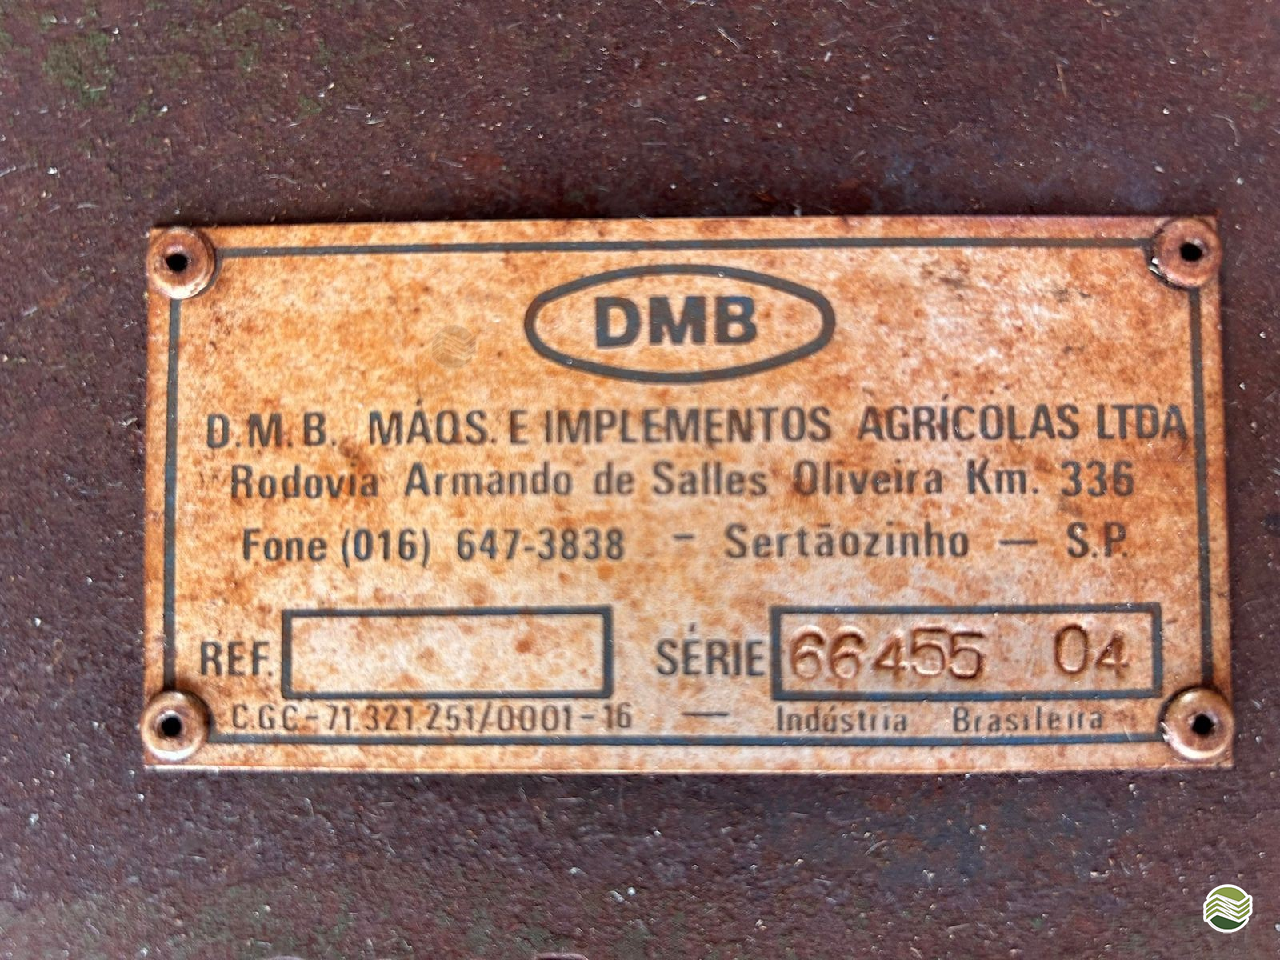 DMB
D.M.B. MÁQS. E IMPLEMENTOS AGRÍCOLAS LTDA
Rodovia Armando de Salles Oliveira Km. 336
Fone (016) 647-3838 - Sertãozinho - S.P.
REF. SÉRIE 66455 04
C.G.C-71.321.251/0001-16 - Indústria Brasileira